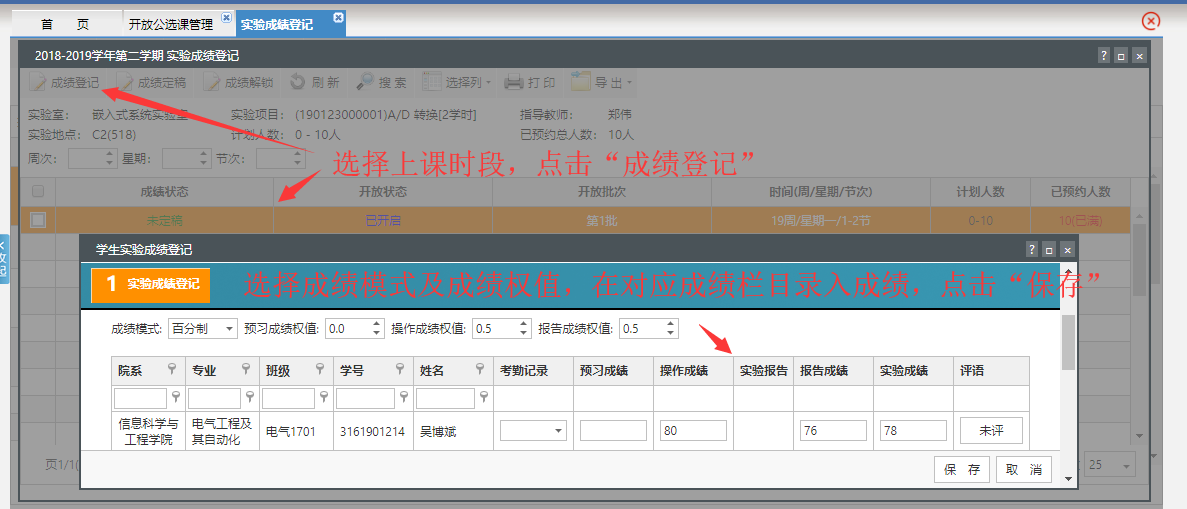 首 页 开放公选课管理 实验成绩登记
2018-2019学年第二学期 实验成绩登记
成绩登记 成绩定稿 成绩解锁 刷 新 搜 索 选择列 打 印 导 出
实验室: 嵌入式系统实验室 实验项目: (190123000001)A/D 转换[2学时] 指导教师: 郑伟
实验地点: C2(518) 计划人数: 0 - 10人 已预约总人数: 10人
周次: 星期: 节次:
选择上课时段，点击“成绩登记”
成绩状态 开放状态 开放批次 时间(周/星期/节次) 计划人数 已预约人数
未定稿 已开启 第1批 19周/星期一/1-2节 0-10 10(已满)
收起
学生实验成绩登记
1 实验成绩登记
选择成绩模式及成绩权值，在对应成绩栏目录入成绩，点击“保存”
成绩模式: 百分制 预习成绩权值: 0.0 操作成绩权值: 0.5 报告成绩权值: 0.5
院系 专业 班级 学号 姓名 考勤记录 预习成绩 操作成绩 实验报告 报告成绩 实验成绩 评语
信息科学与工程学院 电气工程及其自动化 电气1701 3161901214 吴博斌 80 76 78 未评
页1/1( 25
保 存 取 消